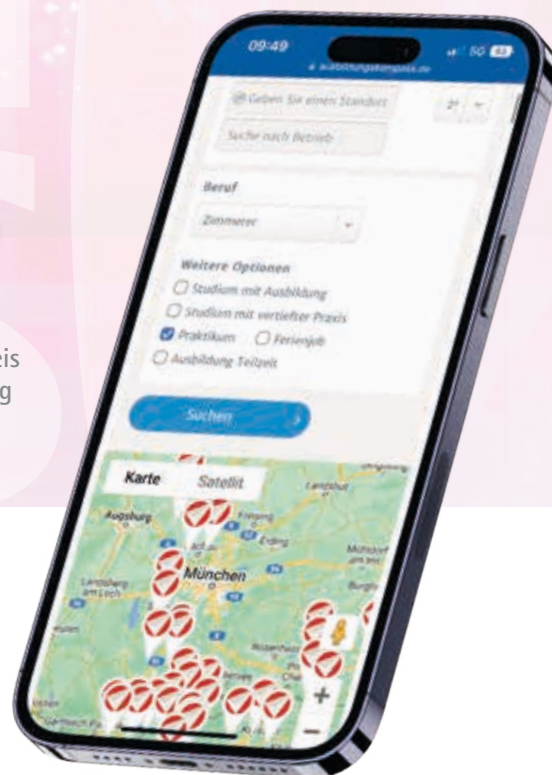 09:49
5G
ausbildungskompass.de
Geben Sie einen Standort
Suche nach Betrieb
Beruf
Zimmerer
Weitere Optionen
Studium mit Ausbildung
Studium mit vertiefter Praxis
Praktikum
Ferienjob
Ausbildung Teilzeit
Suchen
eis
g
Karte
Satellit
Landshut
Augsburg
Freising
Erding
München
Landsberg
am Lech
Rosenheim
+
−